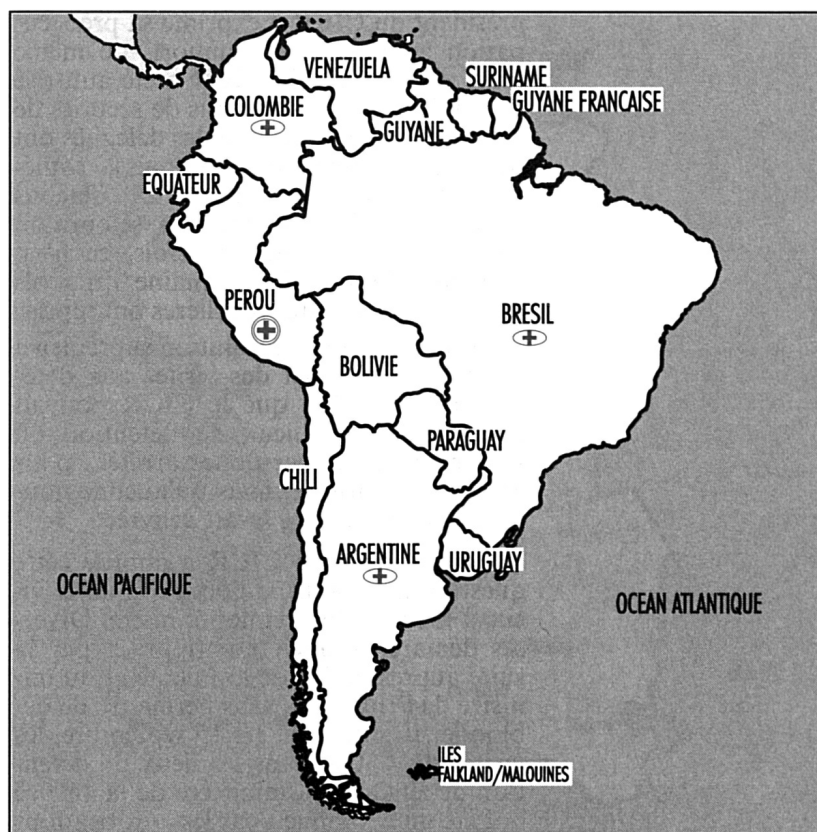 VENEZUELA
SURINAME
GUYANE FRANCAISE
COLOMBIE
GUYANE
EQUATEUR
PEROU
BRESIL
BOLIVIE
PARAGUAY
CHILI
ARGENTINE
URUGUAY
OCEAN PACIFIQUE
OCEAN ATLANTIQUE
ILES
FALKLAND/MALOUINES